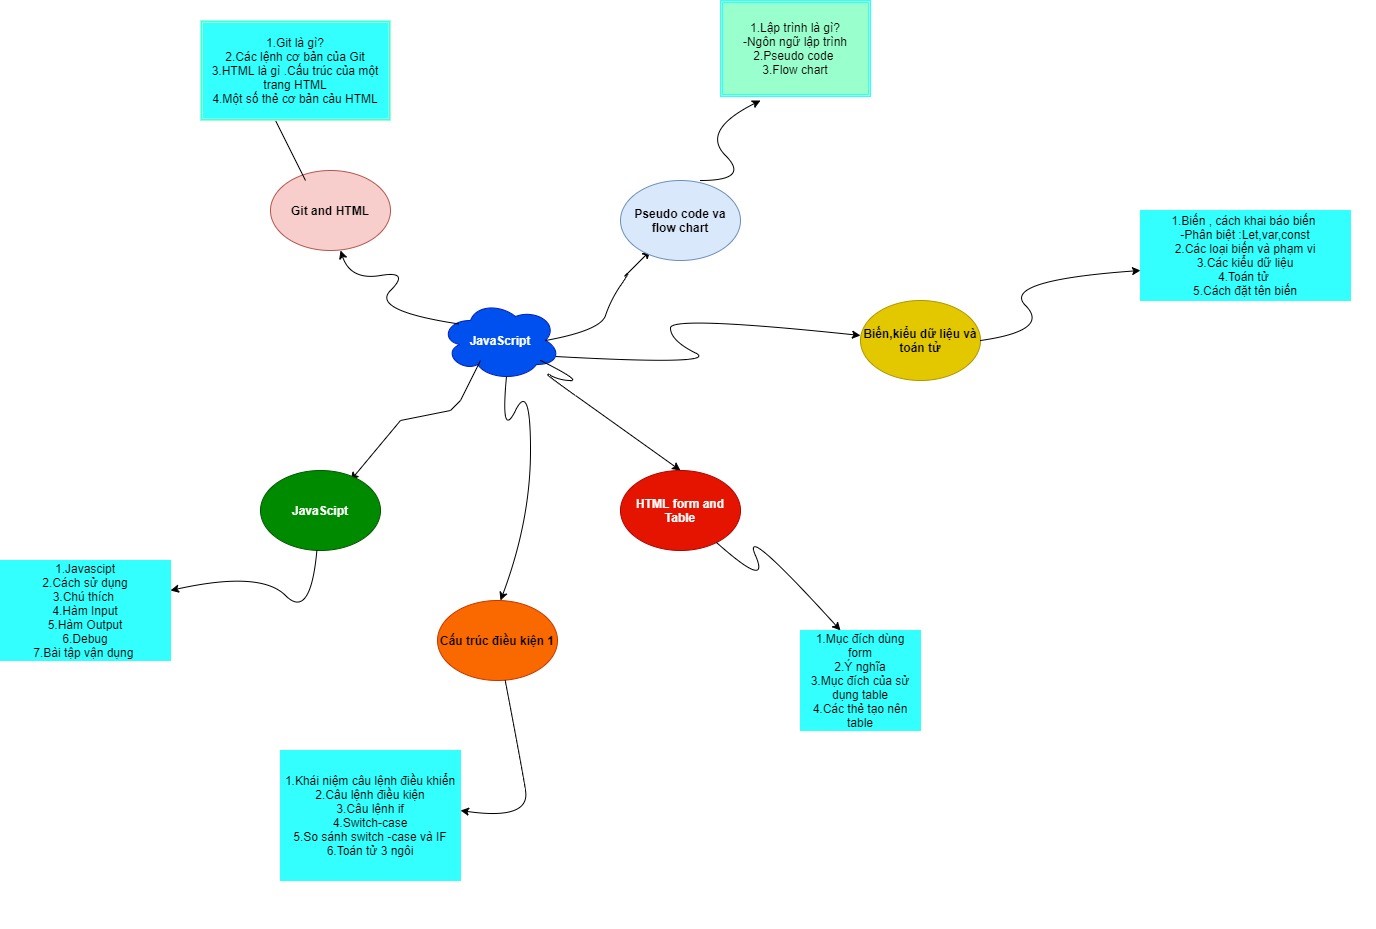 1.Git là gì?
2.Các lệnh cơ bản của Git
3.HTML là gì .Cấu trúc của một
trang HTML
4.Một số thẻ cơ bản cảu HTML
1.Lập trình là gì?
-Ngôn ngữ lập trình
2.Pseudo code
3.Flow chart
Git and HTML
Pseudo code va
flow chart
1.Biến , cách khai báo biến
-Phân biệt :Let,var,const
2.Các loại biến và phạm vi
3.Các kiểu dữ liệu
4.Toán tử
5.Cách đặt tên biến
JavaScript
Biến,kiểu dữ liệu và
toán tử
JavaScipt
HTML form and
Table
1.Javascipt
2.Cách sử dụng
3.Chú thích
4.Hàm Input
5.Hàm Output
6.Debug
7.Bài tập vận dụng
Cấu trúc điều kiện 1
1.Mục đích dùng
form
2.Ý nghĩa
3.Mục đích của sử
dụng table
4.Các thẻ tạo nên
table
1.Khái niệm câu lệnh điều khiển
2.Câu lệnh điều kiện
3.Câu lệnh if
4.Switch-case
5.So sánh switch -case và IF
6.Toán tử 3 ngôi